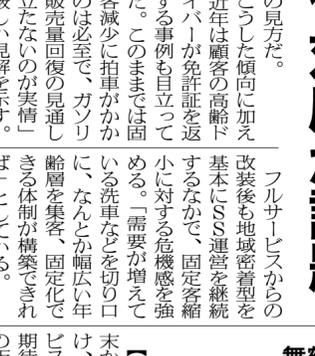 の見方だ。
こうした傾向に加え
近年は顧客の高齢ド
イバーが免許証を返
する事例も目立って
た。このままでは固
客減少に拍車がかか
のは必至で、ガソリ
販売量回復の見通し
立たないのが実情」
厳しい見解を示す。
フルサービスからの
改装後も地域密着型を
基本にSS運営を継続
するなかで、固定客縮
小に対する危機感を強
める。「需要が増えて
いる洗車などを切り口
に、なんとか幅広い年
齢層を集客、固定化で
きる体制が構築できれ
ば」としている。
【
末か
け、
ビス
期待